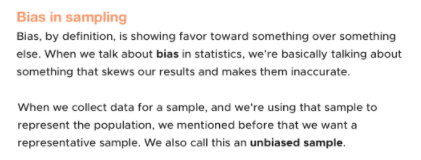 Bias in sampling
Bias, by definition, is showing favor toward something over something
else. When we talk about bias in statistics, we're basically talking about
something that skews our results and makes them inaccurate.
When we collect data for a sample, and we're using that sample to
represent the population, we mentioned before that we want a
representative sample. We also call this an unbiased sample.